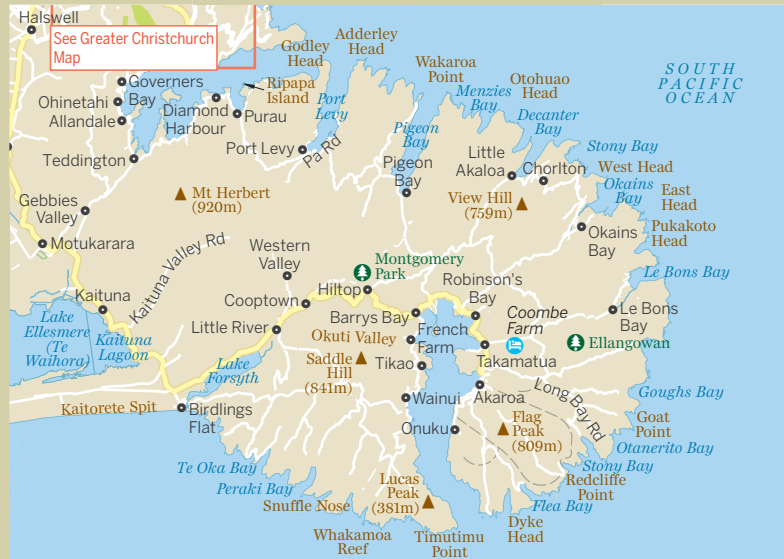 Halswell
See Greater Christchurch
Map
Godley
Head
Adderley
Head
Wakaroa
Point
Menzies
Bay
Otohuao
Head
Decanter
Bay
SOUTH
PACIFIC
OCEAN
Governers
Bay
Ohinetahi
Allandale
Diamond
Harbour
Ripapa
Island
Purau
Port
Levy
Port Levy
Pa Rd
Pigeon
Bay
Pigeon
Bay
Little
Akaloa
Chorlton
Stony Bay
West Head
Okains
Bay
East
Head
Pukakoto
Head
Teddington
Mt Herbert
(920m)
View Hill
(759m)
Gebbies
Valley
Okains
Bay
Motukarara
Kaituna Valley Rd
Western
Valley
Montgomery
Park
Le Bons Bay
Kaituna
Cooptown
Hiltop
Robinson's
Bay
Coombe
Farm
Le Bons
Bay
Barrys Bay
Lake
Ellesmere
(Te
Waihora)
Kaituna
Lagoon
Little River
Okuti Valley
French
Farm
Ellangowan
Saddle
Hill
(841m)
Tikao
Takamatua
Lake
Forsyth
Kaitorete Spit
Birdlings
Flat
Wainui
Akaroa
Long Bay Rd
Goughs Bay
Goat
Point
Onuku
Flag
Peak
(809m)
Otanerito Bay
Stony Bay
Te Oka Bay
Peraki Bay
Lucas
Peak
(381m)
Redcliffe
Point
Snuffle Nose
Flea Bay
Whakamoa
Reef
Timutimu
Point
Dyke
Head